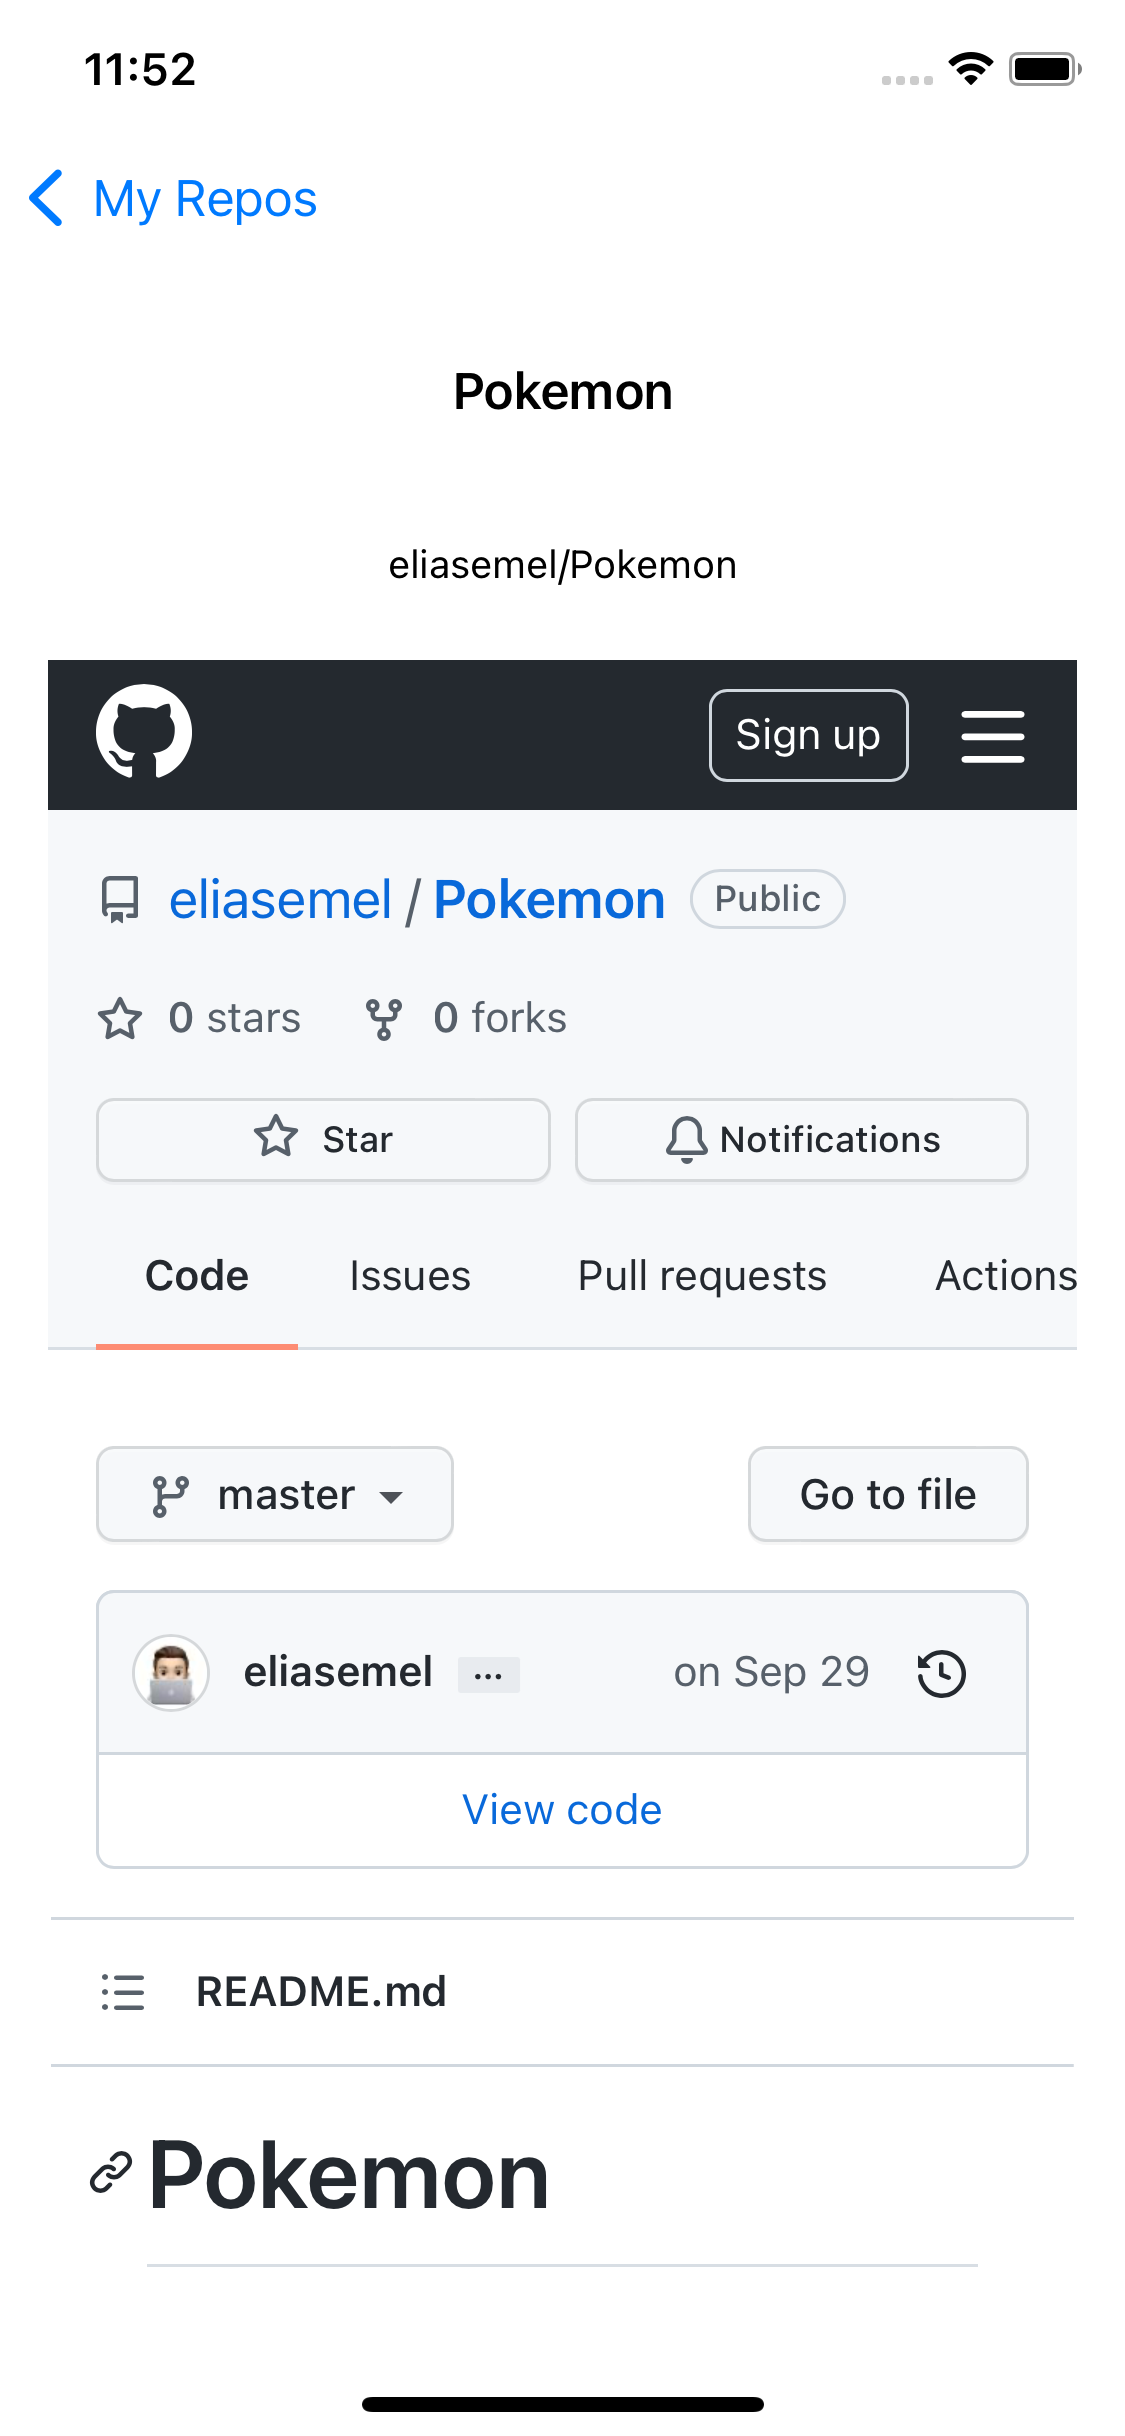 11:52
My Repos
Pokemon
eliasemel/Pokemon
Sign up
eliasemel / Pokemon Public
0 stars 0 forks
Star Notifications
Code Issues Pull requests Actions
master Go to file
eliasemel ... on Sep 29
View code
README.md
Pokemon